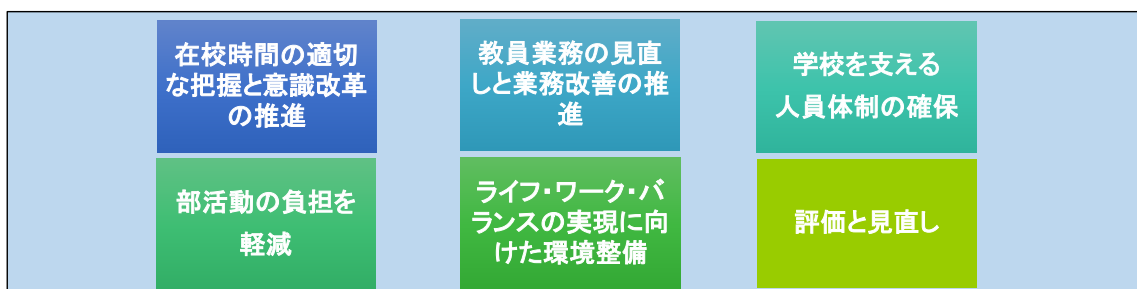 在校時間の適切
な把握と意識改革
の推進
教員業務の見直
しと業務改善の推
進
学校を支える
人員体制の確保
部活動の負担を
軽減
ライフ・ワーク・バ
ランスの実現に向
けた環境整備
評価と見直し